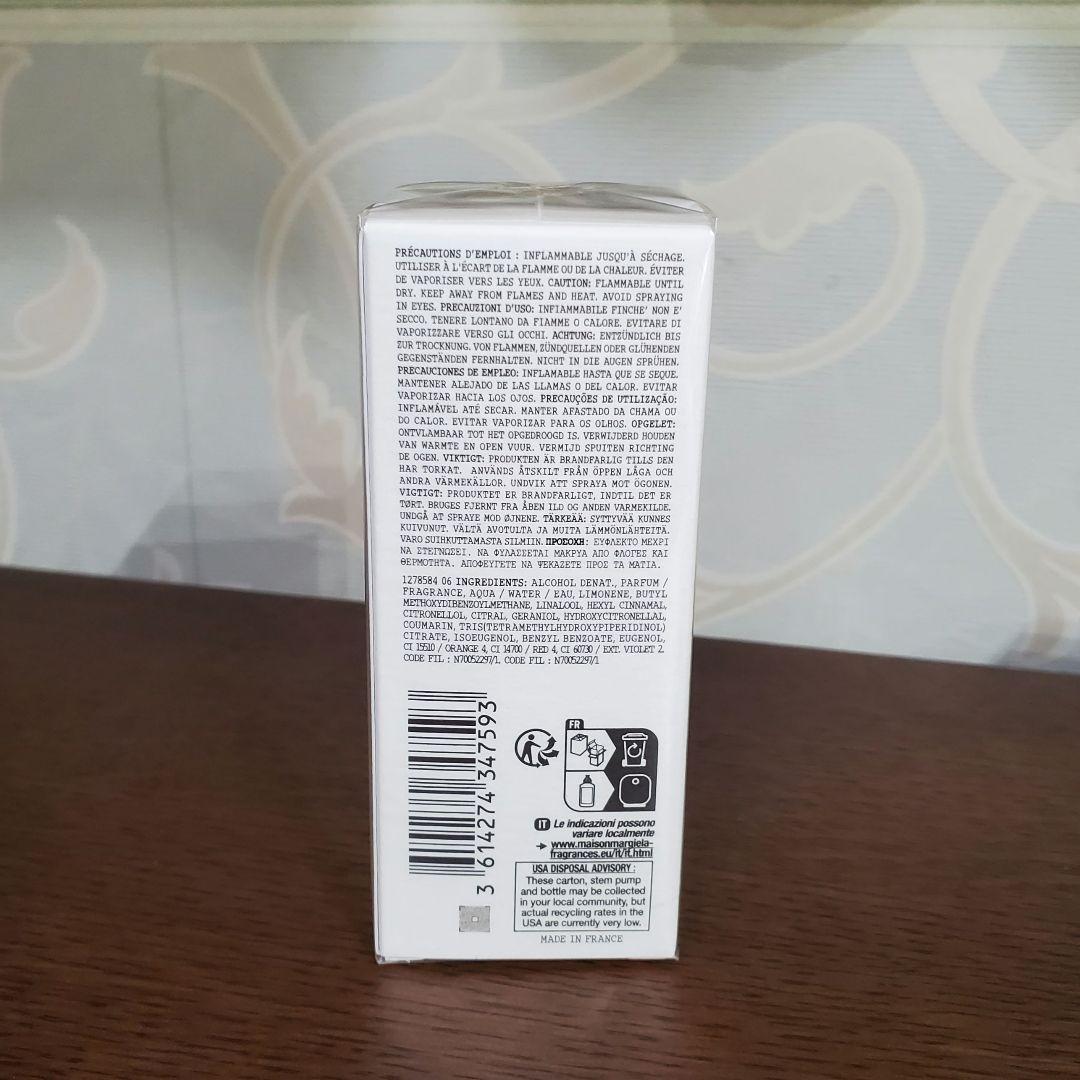 PRÉCAUTIONS D'EMPLOI : INFLAMMABLE JUSQU'À SÉCHAGE.
UTILISER À L'ÉCART DE LA FLAMME OU DE LA CHALEUR. ÉVITER
DE VAPORISER VERS LES YEUX. CAUTION: FLAMMABLE UNTIL
DRY. KEEP AWAY FROM FLAMES AND HEAT. AVOID SPRAYING
IN EYES. PRECAUZIONI D'USO: INFIAMMABILE FINCHE' NON E'
SECCO. TENERE LONTANO DA FIAMME O CALORE. EVITARE DI
VAPORIZZARE VERSO GLI OCCHI. ACHTUNG: ENTZÜNDLICH BIS
ZUR TROCKNUNG. VON FLAMMEN, ZÜNDQUELLEN ODER GLÜHENDEN
GEGENSTÄNDEN FERNHALTEN. NICHT IN DIE AUGEN SPRÜHEN.
PRECAUCIONES DE EMPLEO: INFLAMABLE HASTA QUE SE SEQUE.
MANTENER ALEJADO DE LAS LLAMAS O DEL CALOR. EVITAR
VAPORIZAR HACIA LOS OJOS. PRECAUÇÕES DE UTILIZAÇÃO:
INFLAMÁVEL ATÉ SECAR. MANTER AFASTADO DA CHAMA OU
DO CALOR. EVITAR VAPORIZAR PARA OS OLHOS. OPGELET:
ONTVLAMBAAR TOT HET OPGEDROOGD IS. VERWIJDERD HOUDEN
VAN WARMTE EN OPEN VUUR. VERMIJD SPUITEN RICHTING
DE OGEN. VIKTIGT: PRODUKTEN ÄR BRANDFARLIG TILLS DEN
HAR TORKAT. ANVÄNDS ÅTSKILT FRÅN ÖPPEN LÅGA OCH
ANDRA VÄRMEKÄLLOR. UNDVIK ATT SPRAYA MOT ÖGONEN.
VIGTIGT: PRODUKTET ER BRANDFARLIGT, INDTIL DET ER
TØRT. BRUGES FJERNT FRA ÅBEN ILD OG ANDEN VARMEKILDE.
UNDGÅ AT SPRAYE MOD ØJNENE. TÄRKEÄÄ: SYTTYVÄÄ KUNNES
KUIVUNUT. VÄLTÄ AVOTULTA JA MUITA LÄMMÖNLÄHTEITÄ.
VARO SUIHKUTTAMASTA SILMIIN. ΠΡΟΣΟΧΗ: ΕΥΦΛΕΚΤΟ ΜΕΧΡΙ
ΝΑ ΣΤΕΓΝΩΣΕΙ. ΝΑ ΦΥΛΑΣΣΕΤΑΙ ΜΑΚΡΥΑ ΑΠΟ ΦΛΟΓΕΣ ΚΑΙ
ΘΕΡΜΟΤΗΤΑ. ΑΠΟΦΕΥΓΕΤΕ ΝΑ ΨΕΚΑΖΕΤΕ ΠΡΟΣ ΤΑ ΜΑΤΙΑ.
1278584 06 INGREDIENTS: ALCOHOL DENAT., PARFUM /
FRAGRANCE, AQUA / WATER / EAU, LIMONENE, BUTYL
METHOXYDIBENZOYLMETHANE, LINALOOL, HEXYL CINNAMAL,
CITRONELLOL, CITRAL, GERANIOL, HYDROXYCITRONELLAL,
COUMARIN, TRIS(TETRAMETHYLHYDROXYPIPERIDINOL)
CITRATE, ISOEUGENOL, BENZYL BENZOATE, EUGENOL,
CI 15510 / ORANGE 4, CI 14700 / RED 4, CI 60730 / EXT. VIOLET 2.
CODE FIL : N70052297/1. CODE FIL : N70052297/1
3 614274 347593
FR
IT Le indicazioni possono
variare localmente
www.maisonmargiela-
fragrances.eu/it/it.html
USA DISPOSAL ADVISORY :
These carton, stem pump
and bottle may be collected
in your local community, but
actual recycling rates in the
USA are currently very low.
MADE IN FRANCE